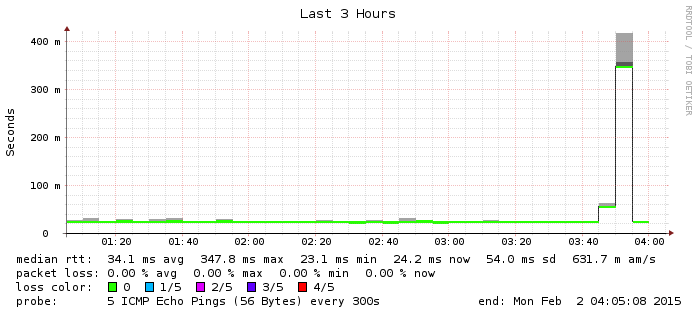 Last 3 Hours
RRDTOOL / TOBI OETIKER
Seconds
400 m
300 m
200 m
100 m
0
01:20 01:40 02:00 02:20 02:40 03:00 03:20 03:40 04:00
median rtt: 34.1 ms avg 347.8 ms max 23.1 ms min 24.2 ms now 54.0 ms sd 631.7 m am/s
packet loss: 0.00 % avg 0.00 % max 0.00 % min 0.00 % now
loss color: 0 1/5 2/5 3/5 4/5
probe: 5 ICMP Echo Pings (56 Bytes) every 300s end: Mon Feb 2 04:05:08 2015